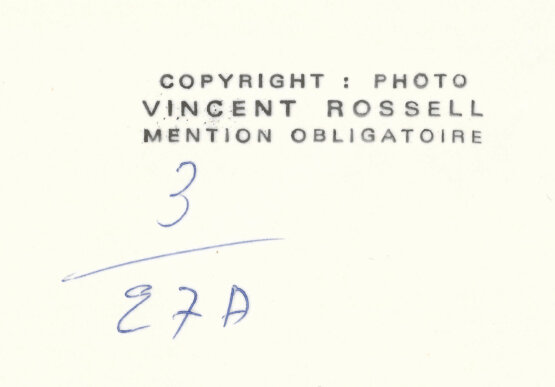 COPYRIGHT : PHOTO
VINCENT ROSSELL
MENTION OBLIGATOIRE
3
27A